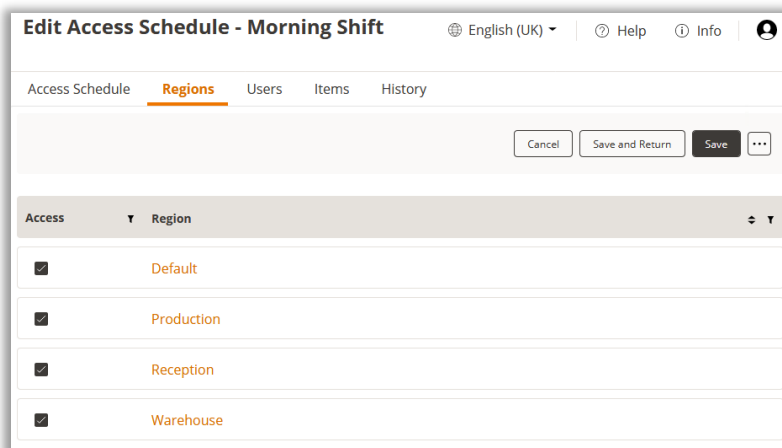 Edit Access Schedule - Morning Shift English (UK) Help Info
Access Schedule Regions Users Items History
Cancel Save and Return Save ...
Access Region
Default
Production
Reception
Warehouse